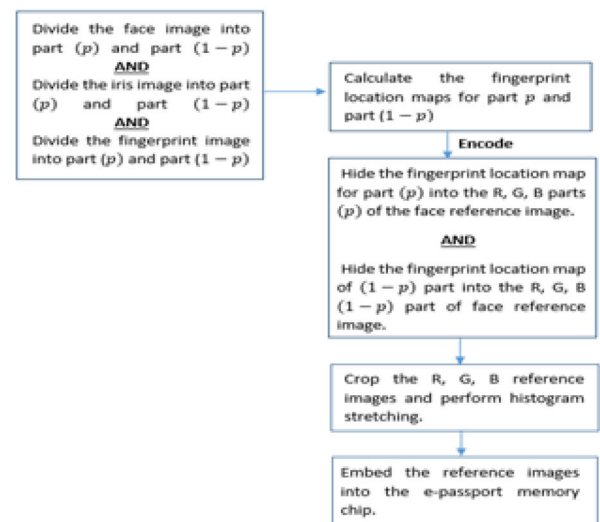 Divide the face image into
part (p) and part (1 − p)
AND
Divide the iris image into part
(p) and part (1 − p)
AND
Divide the fingerprint image
into part (p) and part (1 − p)
Calculate the fingerprint
location maps for part p and
part (1 − p)
Encode
Hide the fingerprint location map
for part (p) into the R, G, B parts
(p) of the face reference image.
AND
Hide the fingerprint location map
of (1 − p) part into the R, G, B
(1 − p) part of face reference
image.
Crop the R, G, B reference
images and perform histogram
stretching.
Embed the reference images
into the e-passport memory
chip.